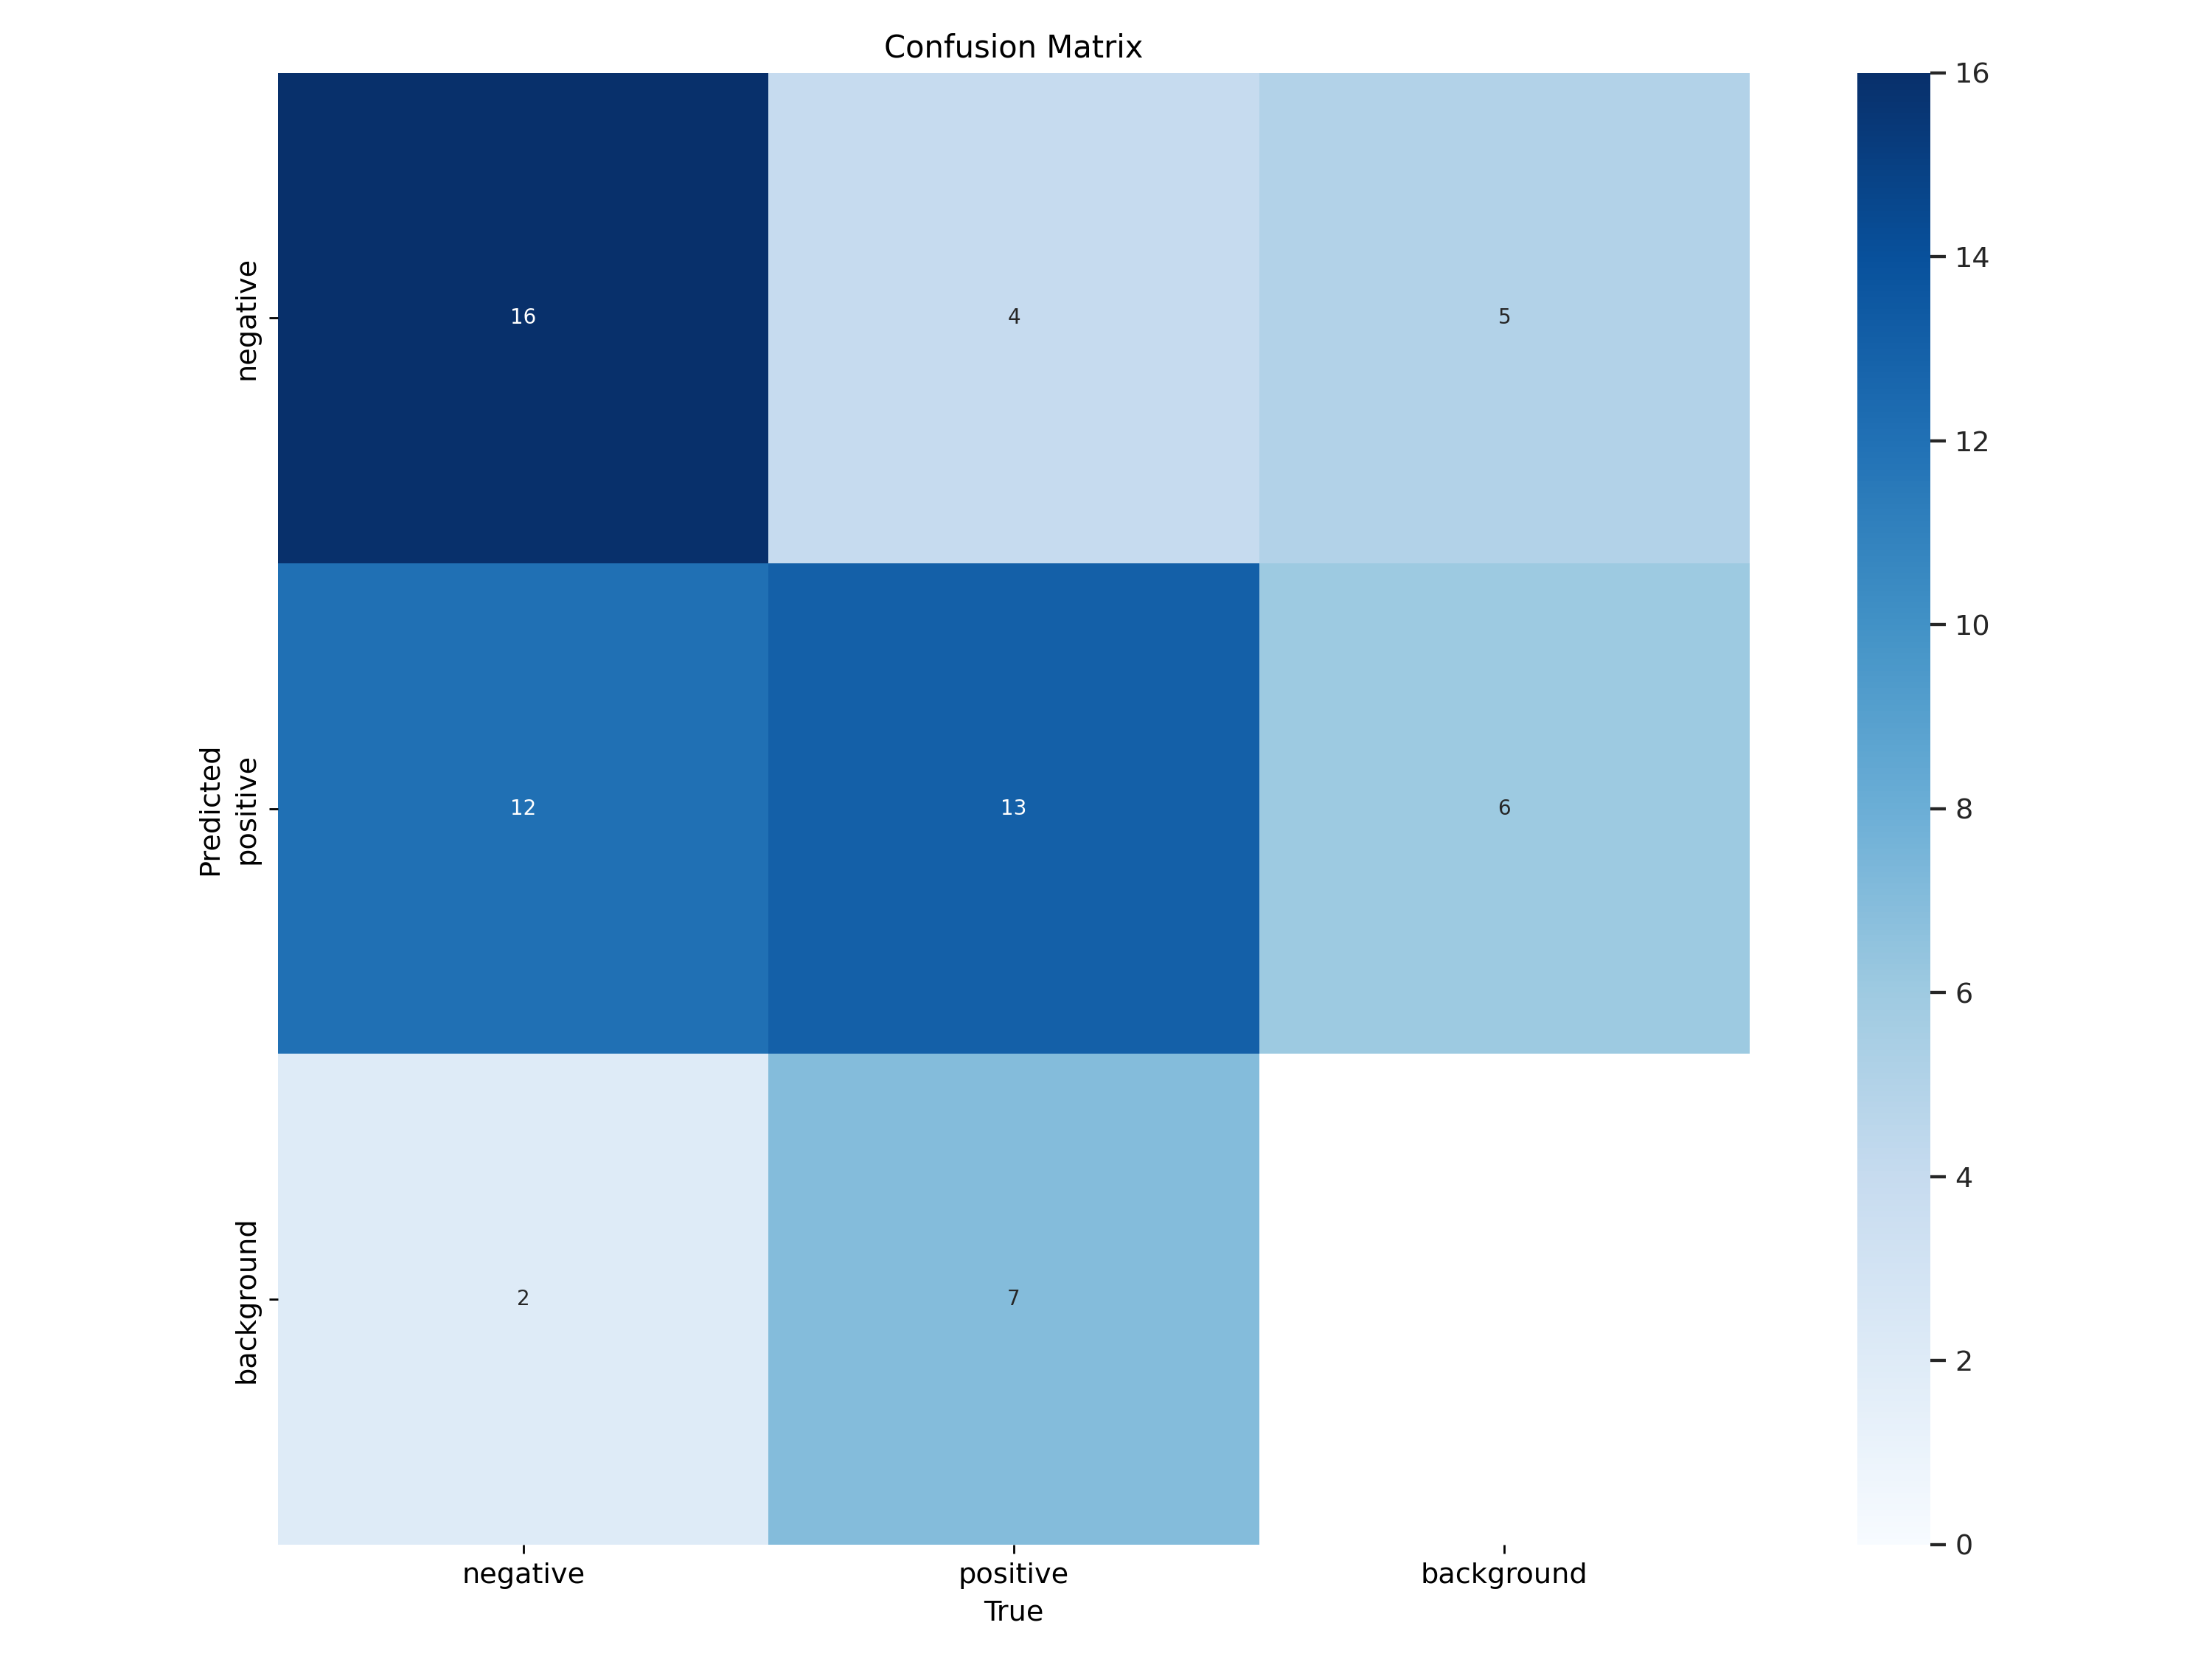 Confusion Matrix
negative
16 4 5
Predicted
positive
12 13 6
background
2 7
negative positive background
True
16
14
12
10
8
6
4
2
0